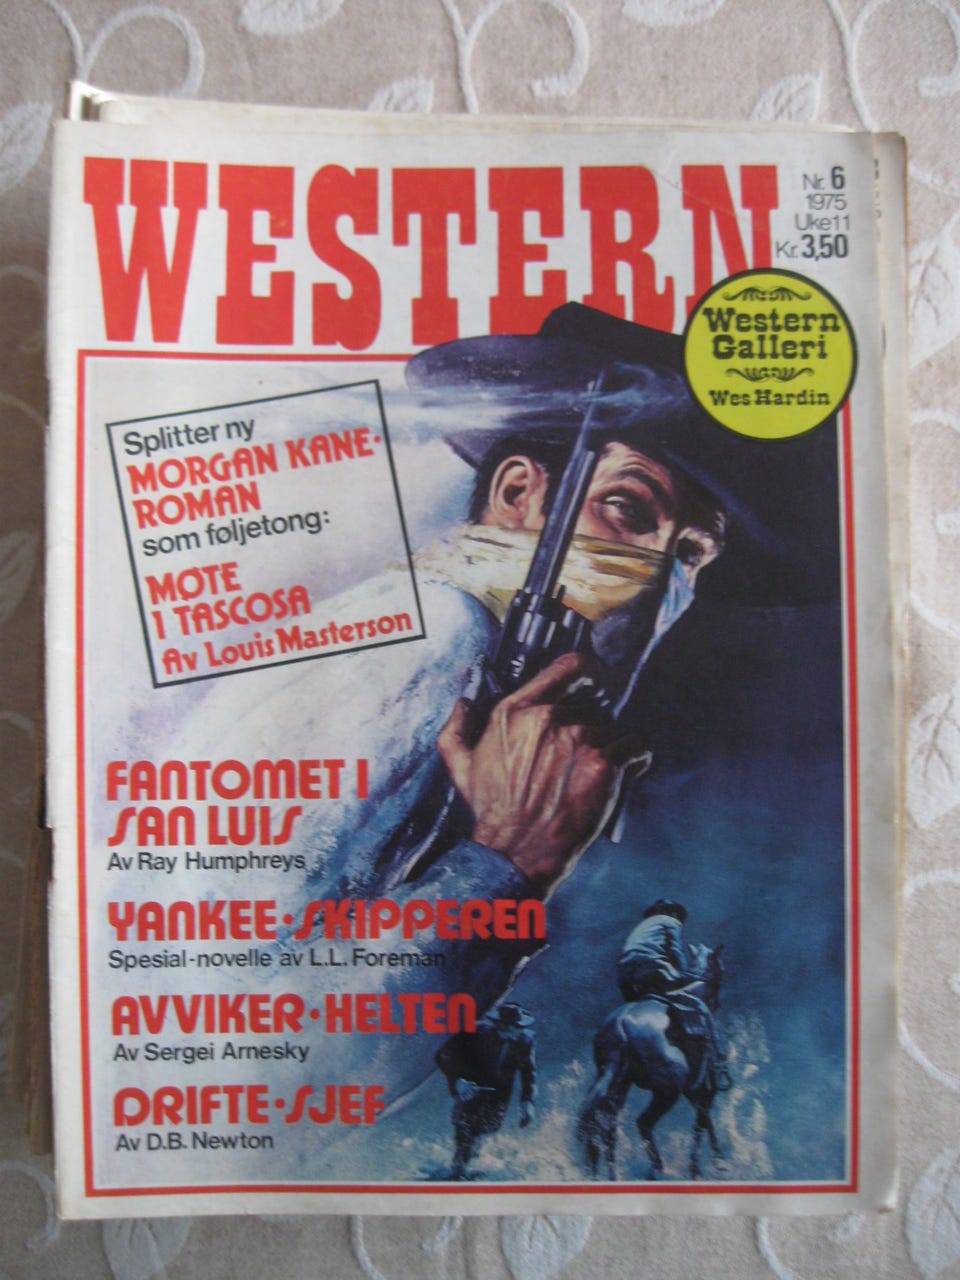 WESTERN
Nr. 6
1975
Uke 11
Kr. 3,50
Western
Galleri
Wes Hardin
Splitter ny
MORGAN KANE-
ROMAN
som føljetong:
MØTE
I TASCOSA
Av Louis Masterson
FANTOMET I
SAN LUIS
Av Ray Humphreys
YANKEE-SKIPPEREN
Spesial-novelle av L.L. Foreman
AVVIKER-HELTEN
Av Sergei Arnesky
DRIFTE-SJEF
Av D.B. Newton